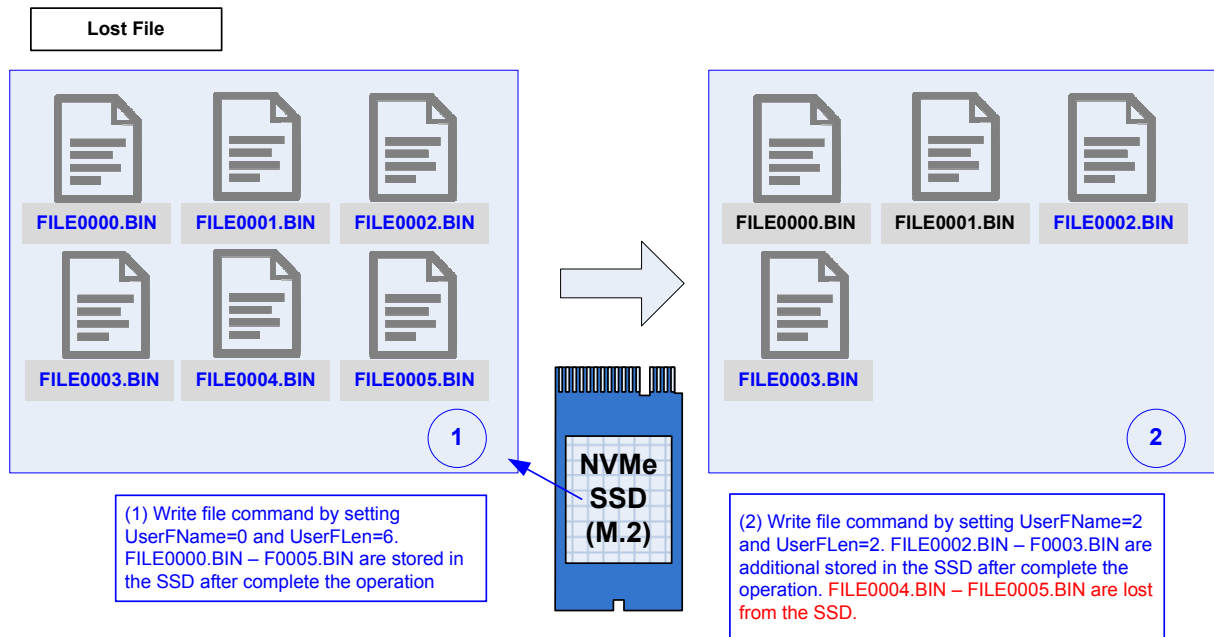 Lost File
FILE0000.BIN FILE0001.BIN FILE0002.BIN
FILE0003.BIN FILE0004.BIN FILE0005.BIN
1
(1) Write file command by setting
UserFName=0 and UserFLen=6.
FILE0000.BIN – F0005.BIN are stored in
the SSD after complete the operation
NVMe
SSD
(M.2)
FILE0000.BIN FILE0001.BIN FILE0002.BIN
FILE0003.BIN
2
(2) Write file command by setting UserFName=2
and UserFLen=2. FILE0002.BIN – F0003.BIN are
additional stored in the SSD after complete the
operation. FILE0004.BIN – FILE0005.BIN are lost
from the SSD.